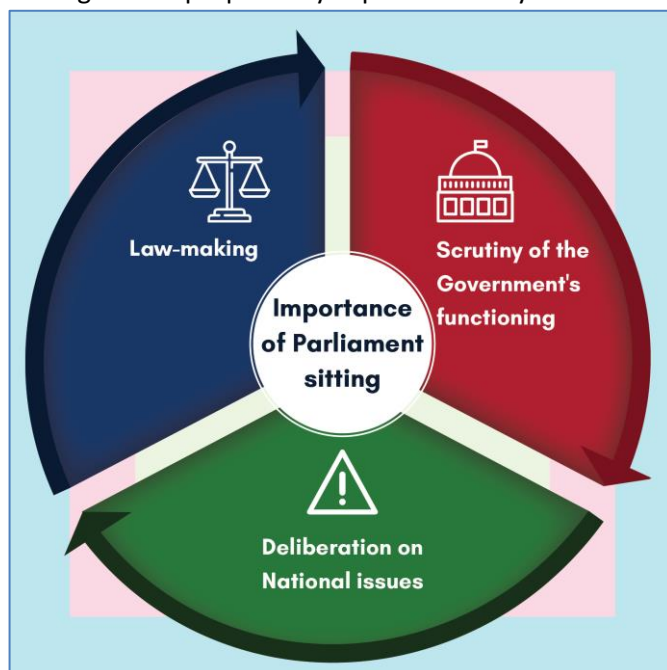 Importance
of Parliament
sitting
Law-making
Scrutiny of the
Government's
functioning
Deliberation on
National issues